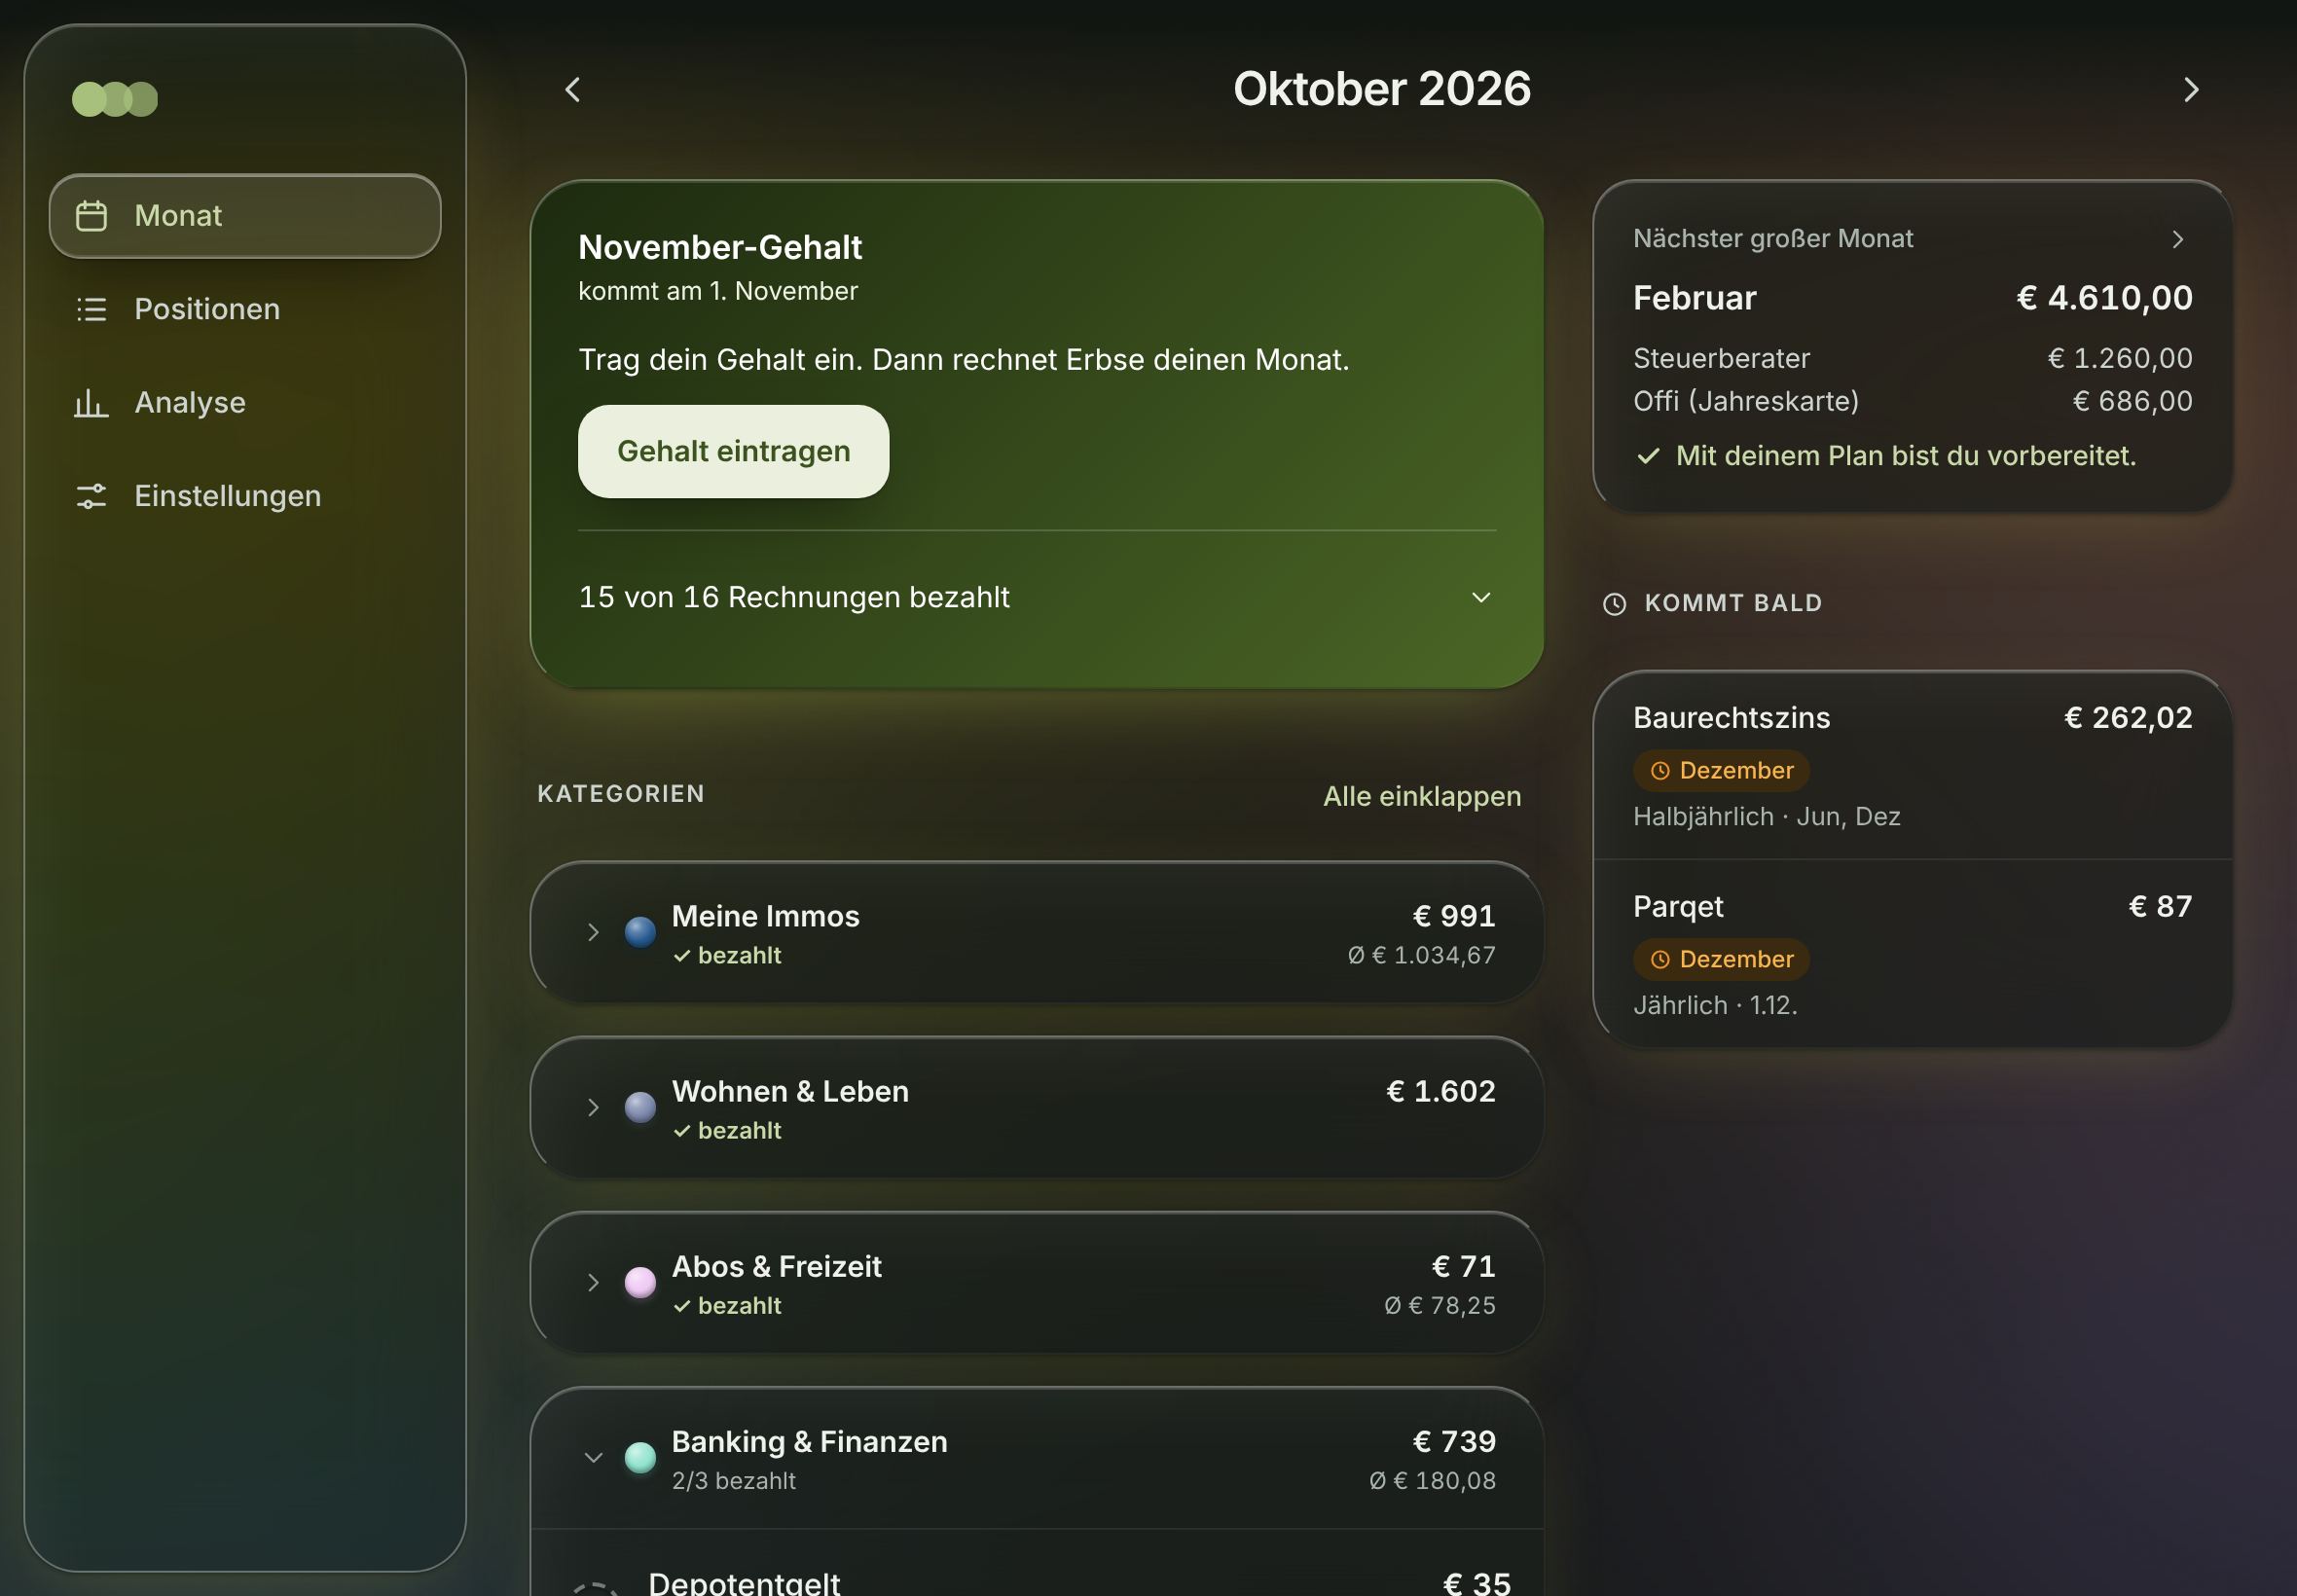 Monat
Positionen
Analyse
Einstellungen
Oktober 2026
November-Gehalt
kommt am 1. November
Trag dein Gehalt ein. Dann rechnet Erbse deinen Monat.
Gehalt eintragen
15 von 16 Rechnungen bezahlt
KATEGORIEN
Alle einklappen
Meine Immos € 991
bezahlt Ø € 1.034,67
Wohnen & Leben € 1.602
bezahlt
Abos & Freizeit € 71
bezahlt Ø € 78,25
Banking & Finanzen € 739
2/3 bezahlt Ø € 180,08
Depotentgelt € 35
Nächster großer Monat
Februar € 4.610,00
Steuerberater € 1.260,00
Offi (Jahreskarte) € 686,00
Mit deinem Plan bist du vorbereitet.
KOMMT BALD
Baurechtszins € 262,02
Dezember
Halbjährlich · Jun, Dez
Parqet € 87
Dezember
Jährlich · 1.12.